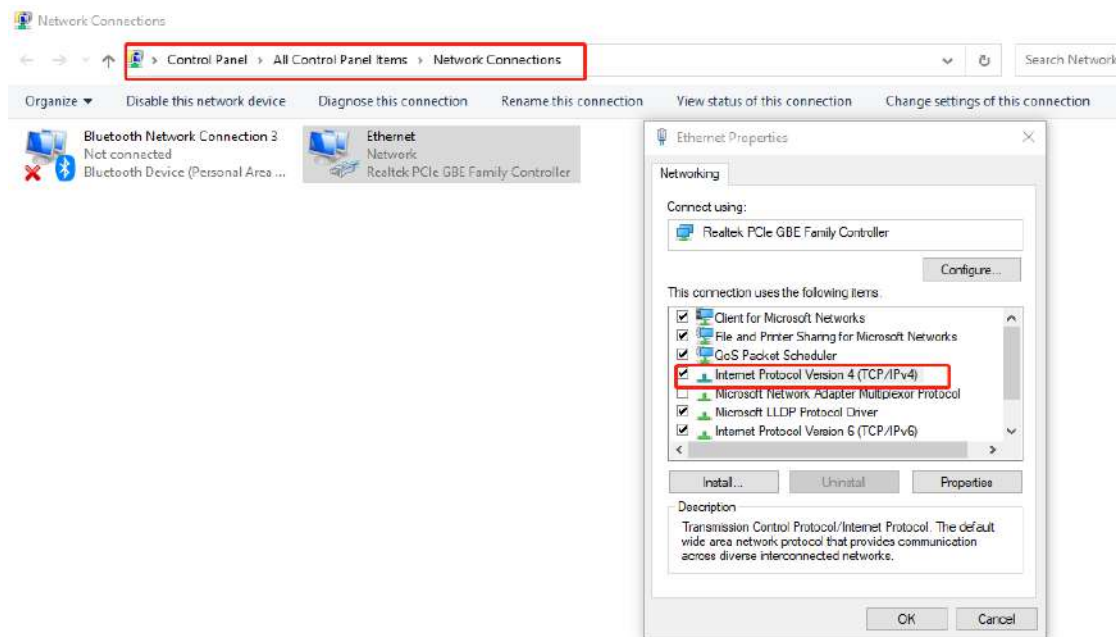 Network Connections
Control Panel > All Control Panel Items > Network Connections
Search Network
Organize
Disable this network device
Diagnose this connection
Rename this connection
View status of this connection
Change settings of this connection
Bluetooth Network Connection 3
Not connected
Bluetooth Device (Personal Area ...
Ethernet
Network
Realtek PCIe GBE Family Controller
Ethernet Properties
Networking
Connect using:
Realtek PCIe GBE Family Controller
Configure...
This connection uses the following items:
Client for Microsoft Networks
File and Printer Sharing for Microsoft Networks
QoS Packet Scheduler
Internet Protocol Version 4 (TCP/IPv4)
Microsoft Network Adapter Multiplexor Protocol
Microsoft LLDP Protocol Driver
Internet Protocol Version 6 (TCP/IPv6)
Install...
Uninstall
Properties
Description
Transmission Control Protocol/Internet Protocol. The default
wide area network protocol that provides communication
across diverse interconnected networks.
OK
Cancel